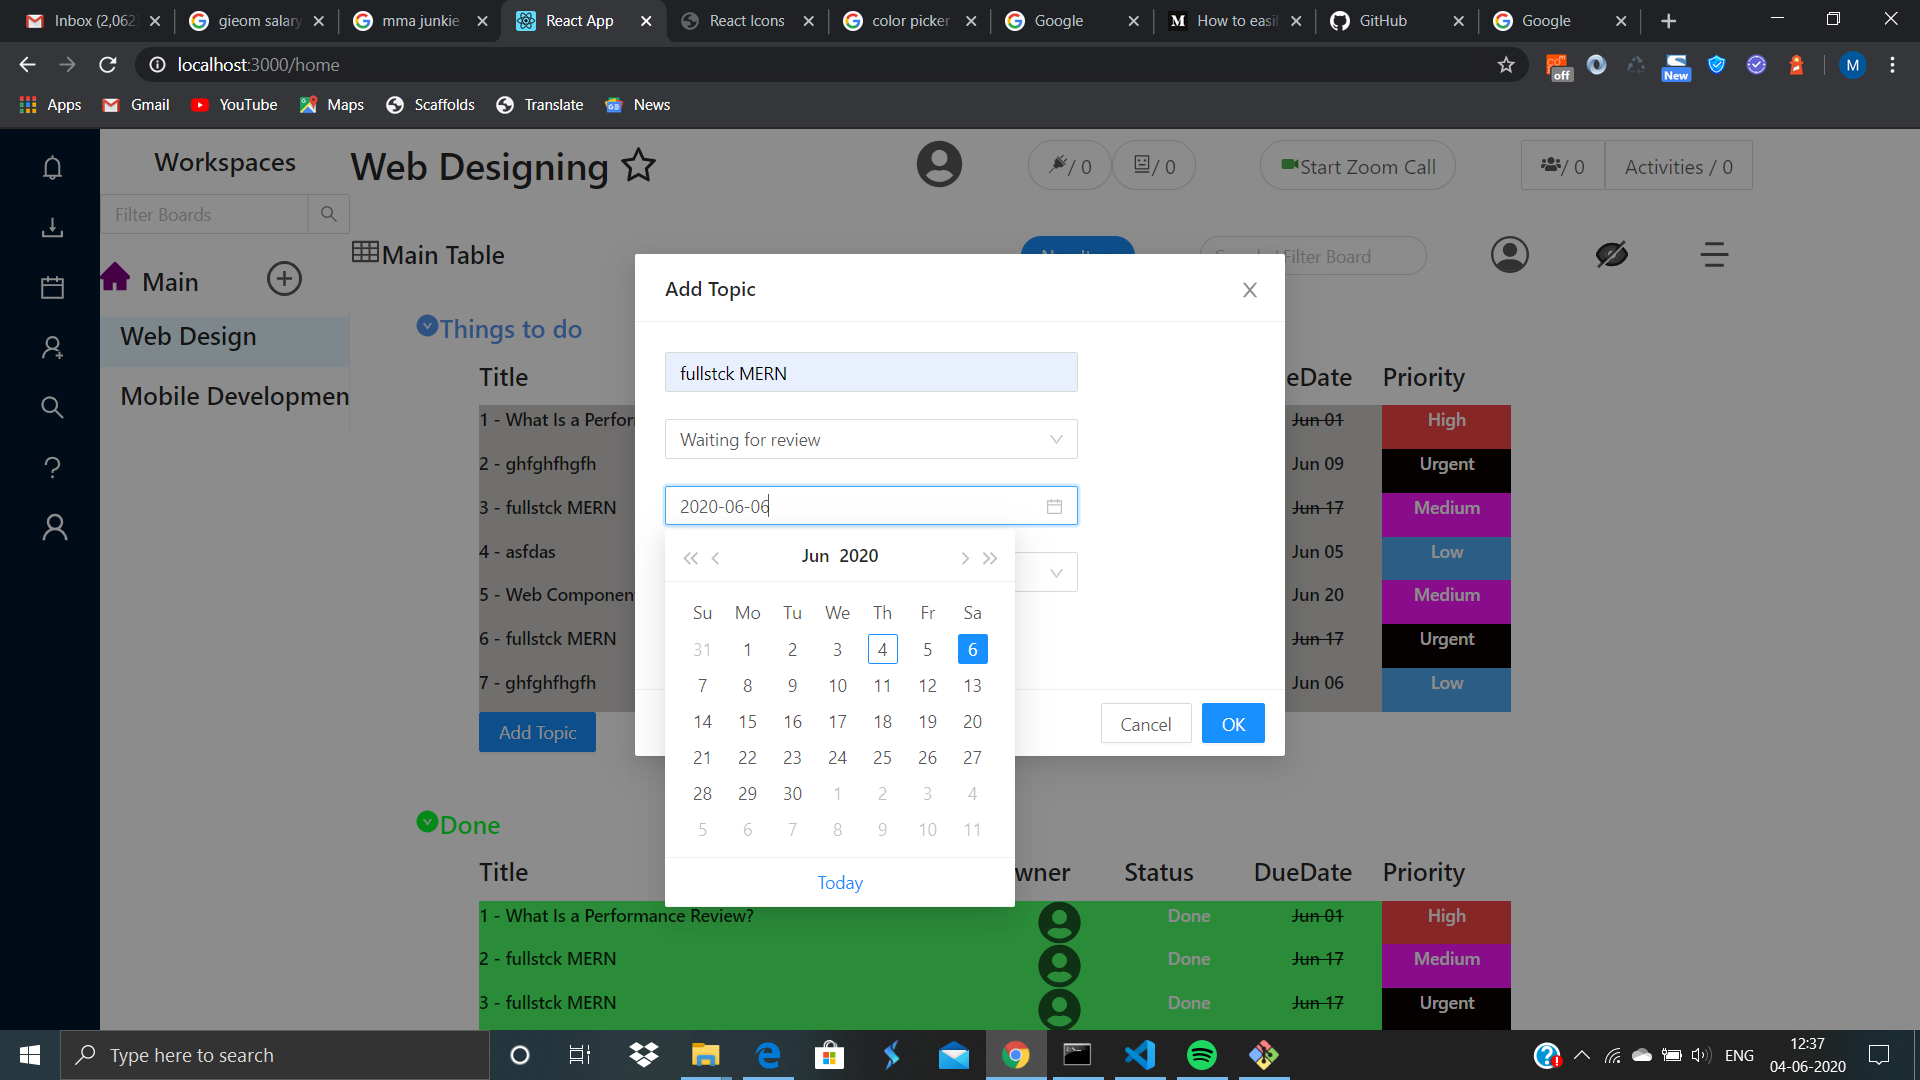 Inbox (2,062)
gieom salary
mma junkie
React App
React Icons
color picker
Google
How to easil
GitHub
Google
localhost:3000/home
off
New
M
Apps
Gmail
YouTube
Maps
Scaffolds
Translate
News
Workspaces
Web Designing
/ 0
/ 0
Start Zoom Call
/ 0
Activities / 0
Filter Boards
Main Table
Filter Board
Main
Web Design
Mobile Developmen
Things to do
Title
eDate
Priority
1 - What Is a Perfor
Jun 01
High
2 - ghfghfhgfh
Jun 09
Urgent
3 - fullstck MERN
Jun 17
Medium
4 - asfdas
Jun 05
Low
5 - Web Componen
Jun 20
Medium
6 - fullstck MERN
Jun 17
Urgent
7 - ghfghfhgfh
Jun 06
Low
Add Topic
Add Topic
fullstck MERN
Waiting for review
2020-06-06
Jun 2020
Su Mo Tu We Th Fr Sa
31 1 2 3 4 5 6
7 8 9 10 11 12 13
14 15 16 17 18 19 20
21 22 23 24 25 26 27
28 29 30 1 2 3 4
5 6 7 8 9 10 11
Today
Cancel
OK
Done
Title
wner
Status
DueDate
Priority
1 - What Is a Performance Review?
Done
Jun 01
High
2 - fullstck MERN
Done
Jun 17
Medium
3 - fullstck MERN
Done
Jun 17
Urgent
Type here to search
ENG
12:37
04-06-2020